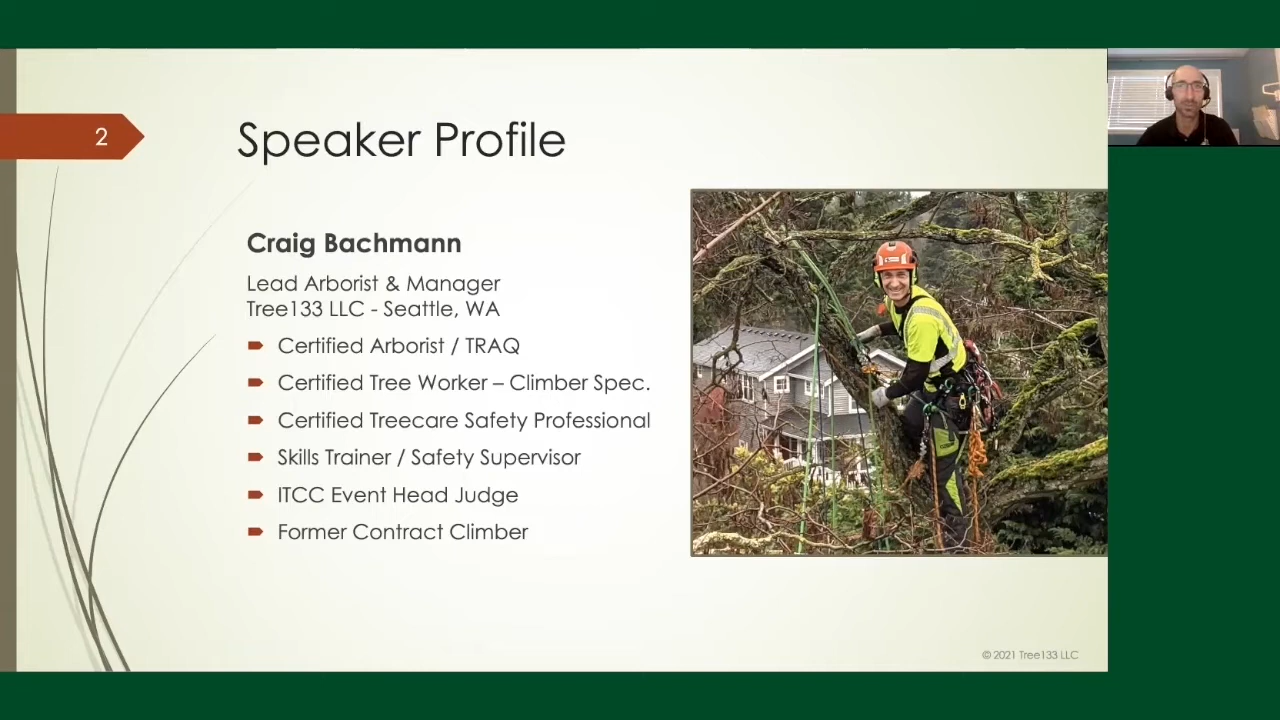 2
Speaker Profile
Craig Bachmann
Lead Arborist & Manager
Tree133 LLC - Seattle, WA
Certified Arborist / TRAQ
Certified Tree Worker – Climber Spec.
Certified Treecare Safety Professional
Skills Trainer / Safety Supervisor
ITCC Event Head Judge
Former Contract Climber
© 2021 Tree133 LLC